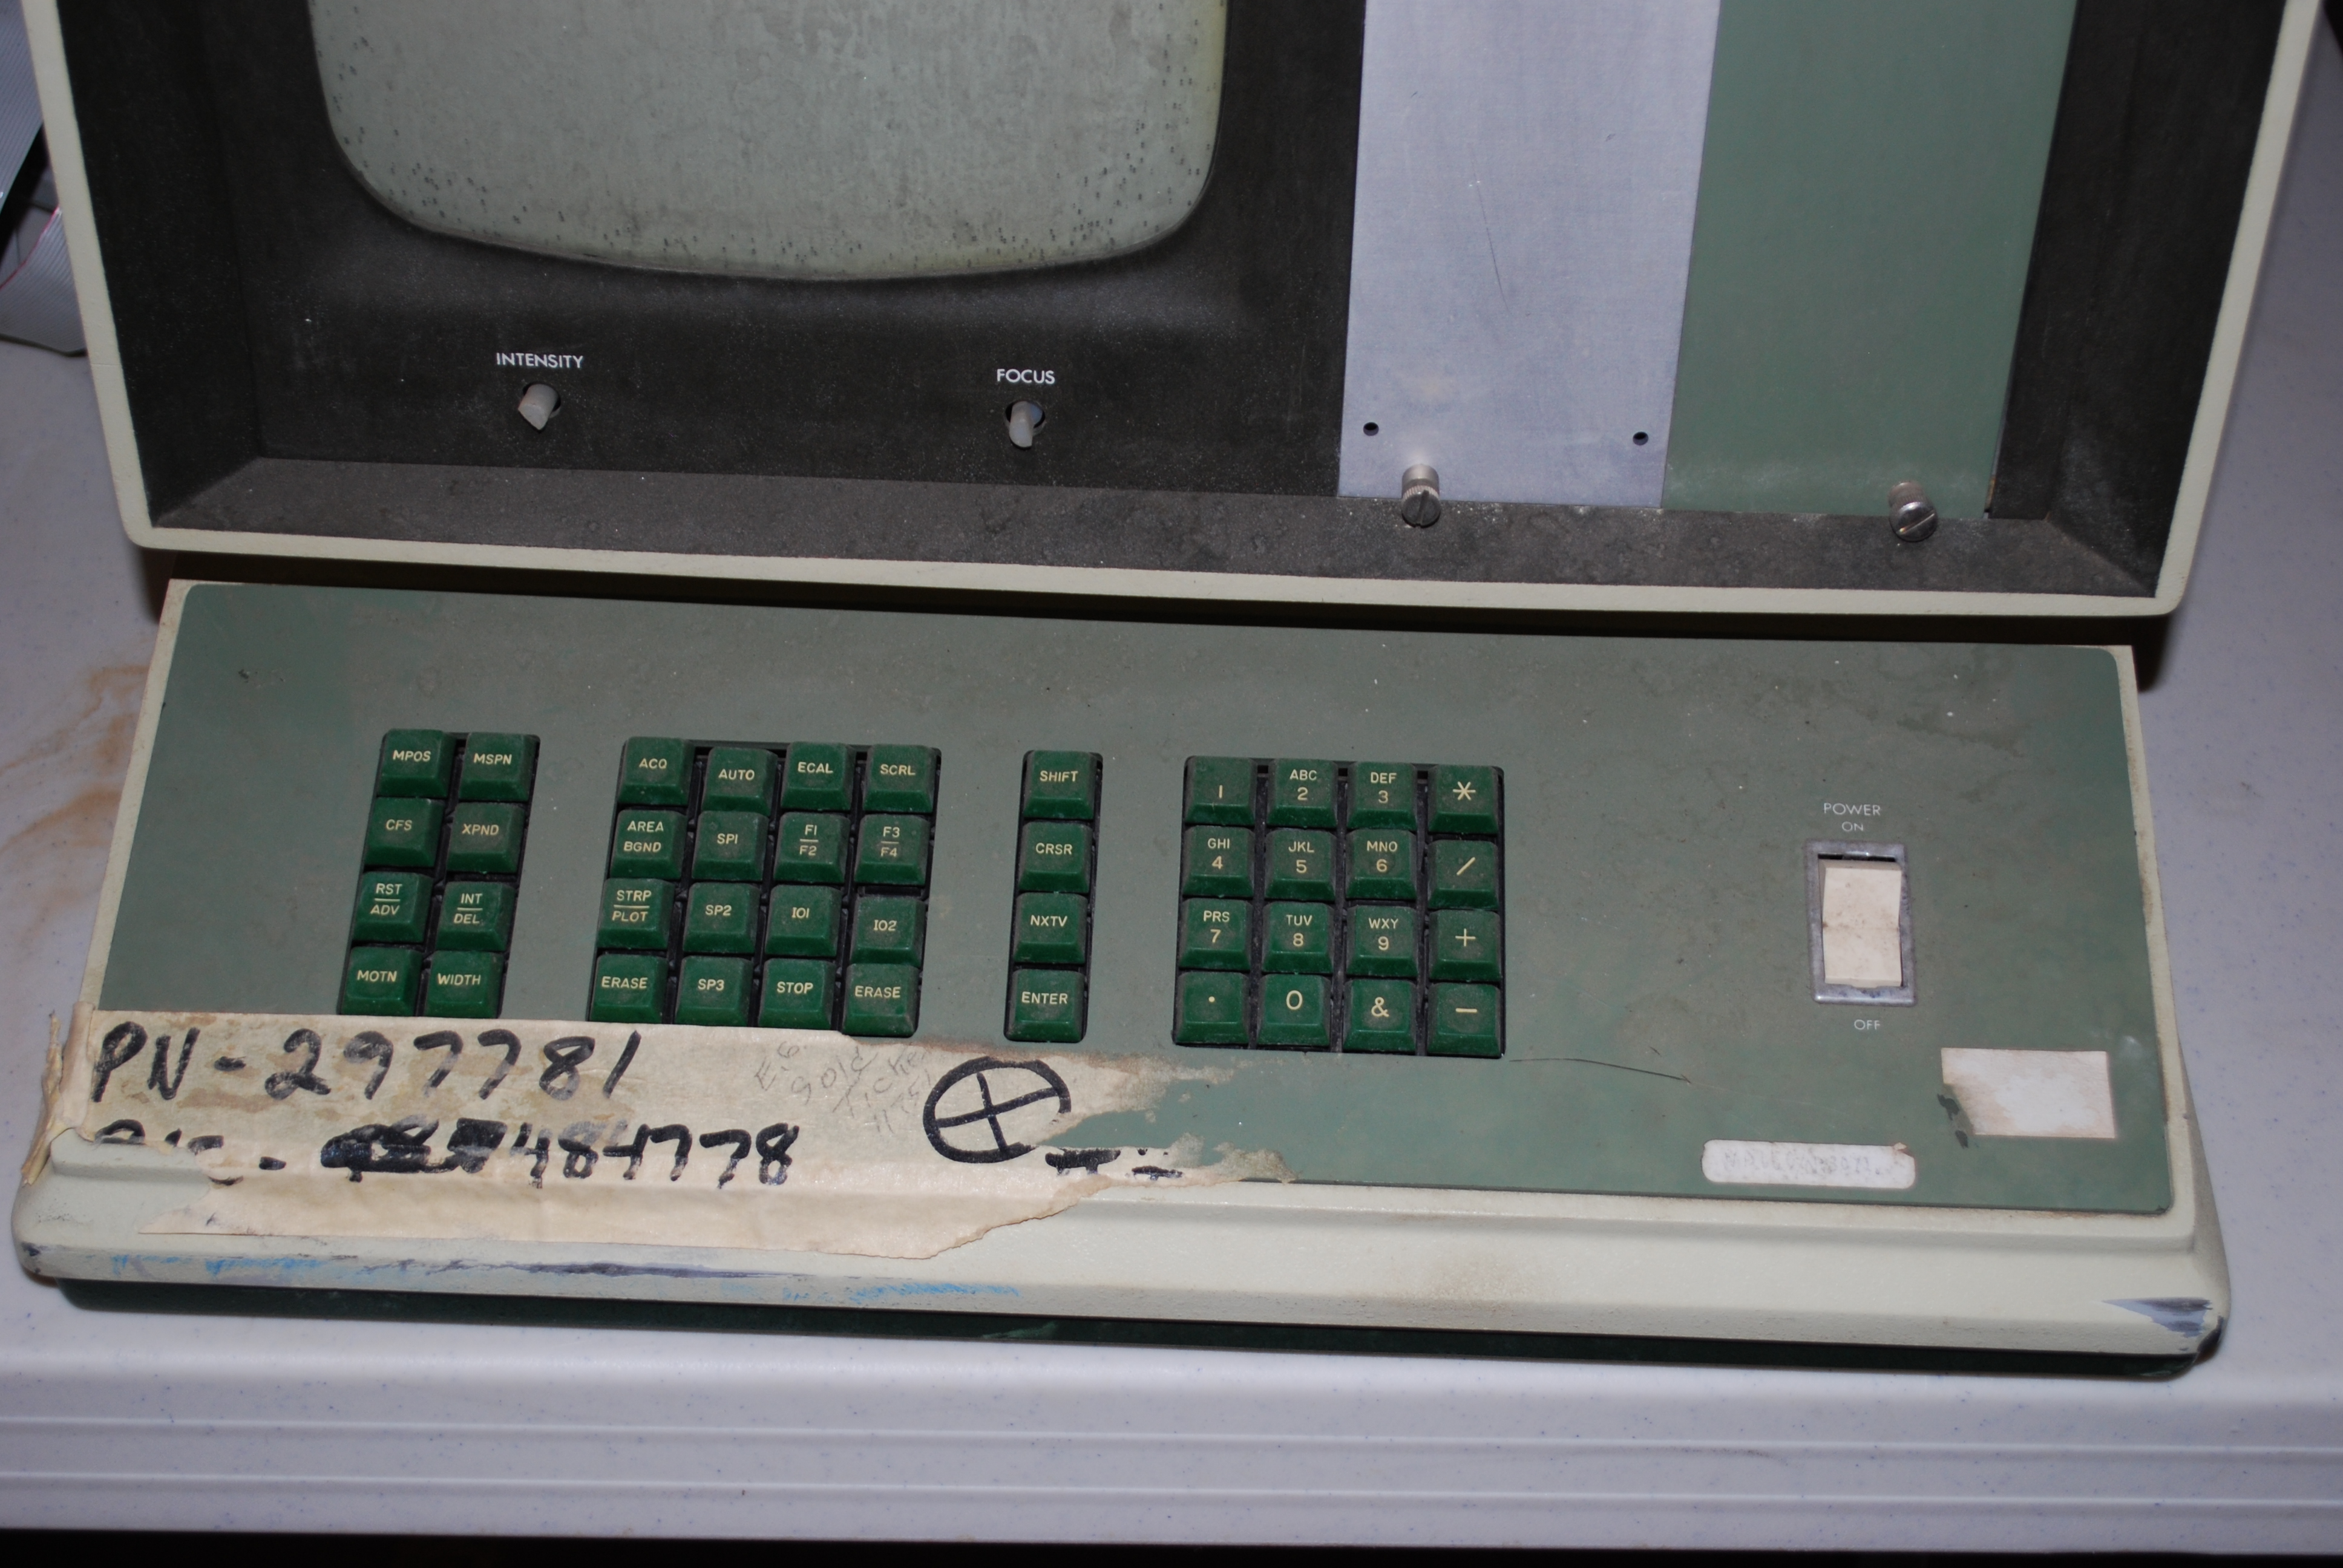 INTENSITY
FOCUS
MPOS MSPN
CFS XPND
RST
ADV
INT
DEL
MOTN WIDTH
ACQ AUTO ECAL SCRL
AREA
BGND
SP1
F1
F2
F3
F4
STRP
PLOT
SP2 IO1 IO2
ERASE SP3 STOP ERASE
SHIFT
CRSR
NXTV
ENTER
1
ABC
2
DEF
3
*
GHI
4
JKL
5
MNO
6
/
PRS
7
TUV
8
WXY
9
+
. 0 & -
POWER
ON
OFF
PN-297781
484778